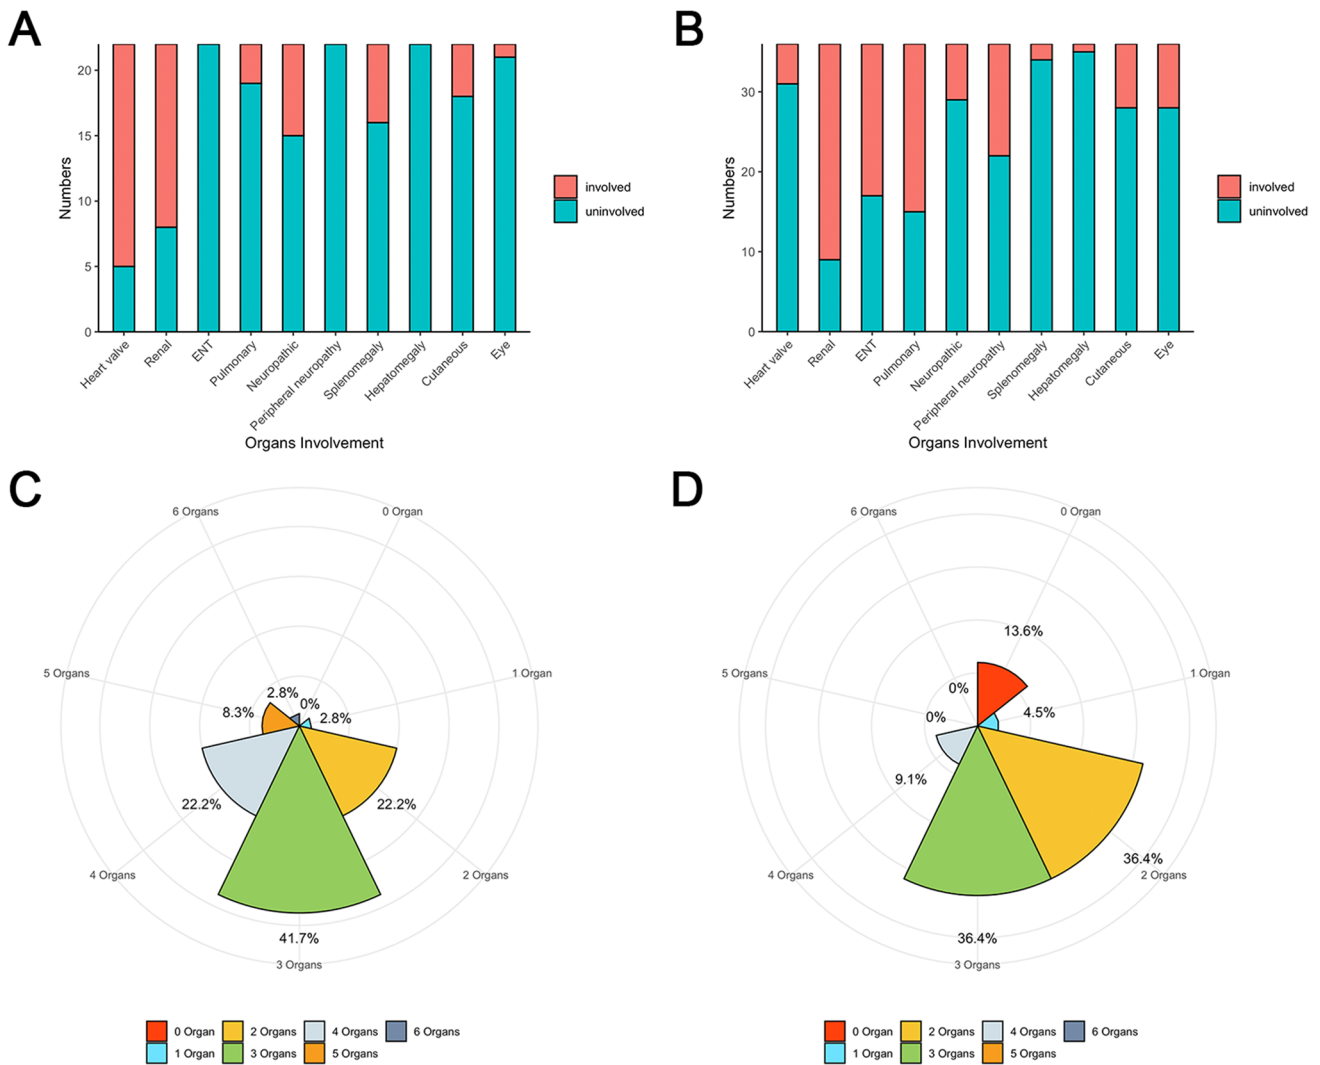 A
Numbers
20
15
10
5
0
Heart valve
Renal
ENT
Pulmonary
Neuropathic
Peripheral neuropathy
Splenomegaly
Hepatomegaly
Cutaneous
Eye
Organs Involvement
involved
uninvolved
B
Numbers
30
20
10
0
Heart valve
Renal
ENT
Pulmonary
Neuropathic
Peripheral neuropathy
Splenomegaly
Hepatomegaly
Cutaneous
Eye
Organs Involvement
involved
uninvolved
C
6 Organs
0 Organ
5 Organs
1 Organ
2.8%
0%
8.3%
2.8%
22.2%
22.2%
4 Organs
2 Organs
41.7%
3 Organs
0 Organ 2 Organs 4 Organs 6 Organs
1 Organ 3 Organs 5 Organs
D
6 Organs
0 Organ
13.6%
5 Organs
1 Organ
0%
0%
4.5%
9.1%
36.4%
4 Organs
2 Organs
36.4%
3 Organs
0 Organ 2 Organs 4 Organs 6 Organs
1 Organ 3 Organs 5 Organs